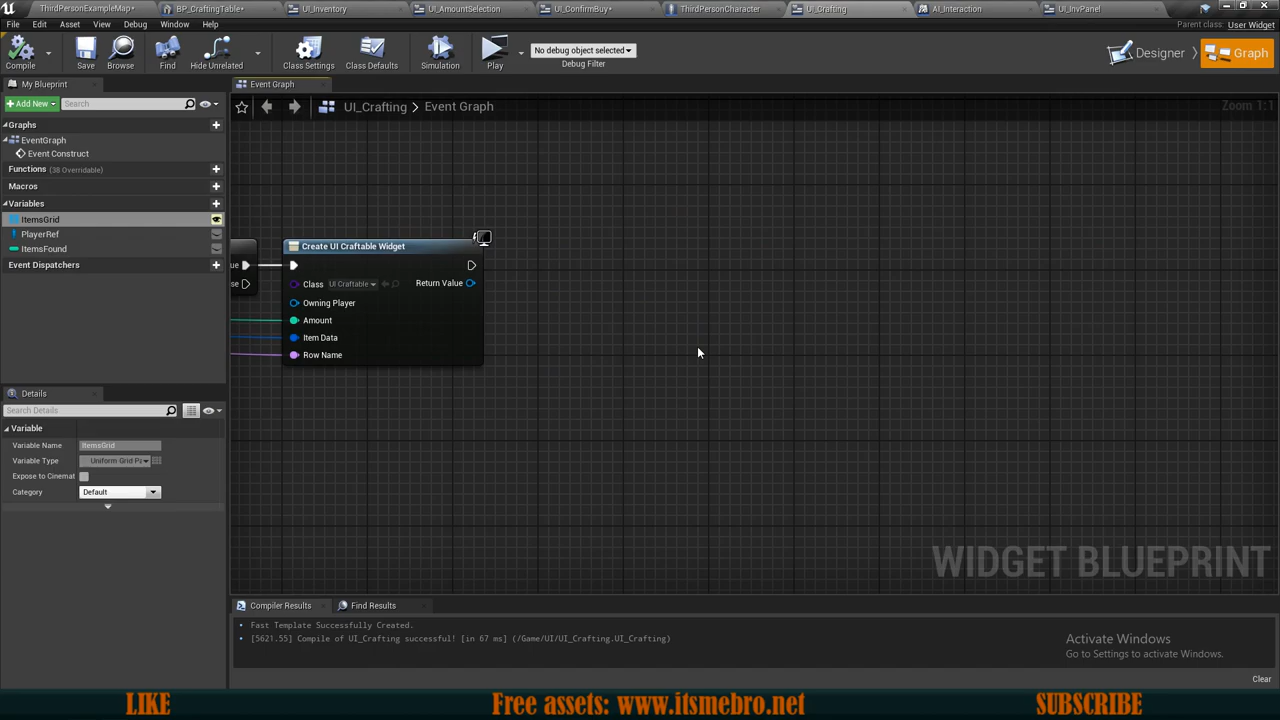 ThirdPersonExampleMap*
BP_CraftingTable*
UI_Inventory
UI_AmountSelection
UI_ConfirmBuy*
ThirdPersonCharacter
UI_Crafting
AI_Interaction
UI_InvPanel
File Edit Asset View Debug Window Help
Parent class: User Widget
Compile
Save
Browse
Find
Hide Unrelated
Class Settings
Class Defaults
Simulation
Play
No debug object selected
Debug Filter
Designer
Graph
My Blueprint
Add New
Search
Graphs
EventGraph
Event Construct
Functions (38 Overridable)
Macros
Variables
ItemsGrid
PlayerRef
ItemsFound
Event Dispatchers
Event Graph
UI_Crafting > Event Graph
Zoom 1:1
ue
se
Create UI Craftable Widget
Class UI Craftable
Return Value
Owning Player
Amount
Item Data
Row Name
WIDGET BLUEPRINT
Details
Search Details
Variable
Variable Name ItemsGrid
Variable Type Uniform Grid Pa
Expose to Cinemat
Category Default
Compiler Results
Find Results
Fast Template Successfully Created.
[5621.55] Compile of UI_Crafting successful! [in 67 ms] (/Game/UI/UI_Crafting.UI_Crafting)
Activate Windows
Go to Settings to activate Windows.
Clear
LIKE
Free assets: www.itsmebro.net
SUBSCRIBE